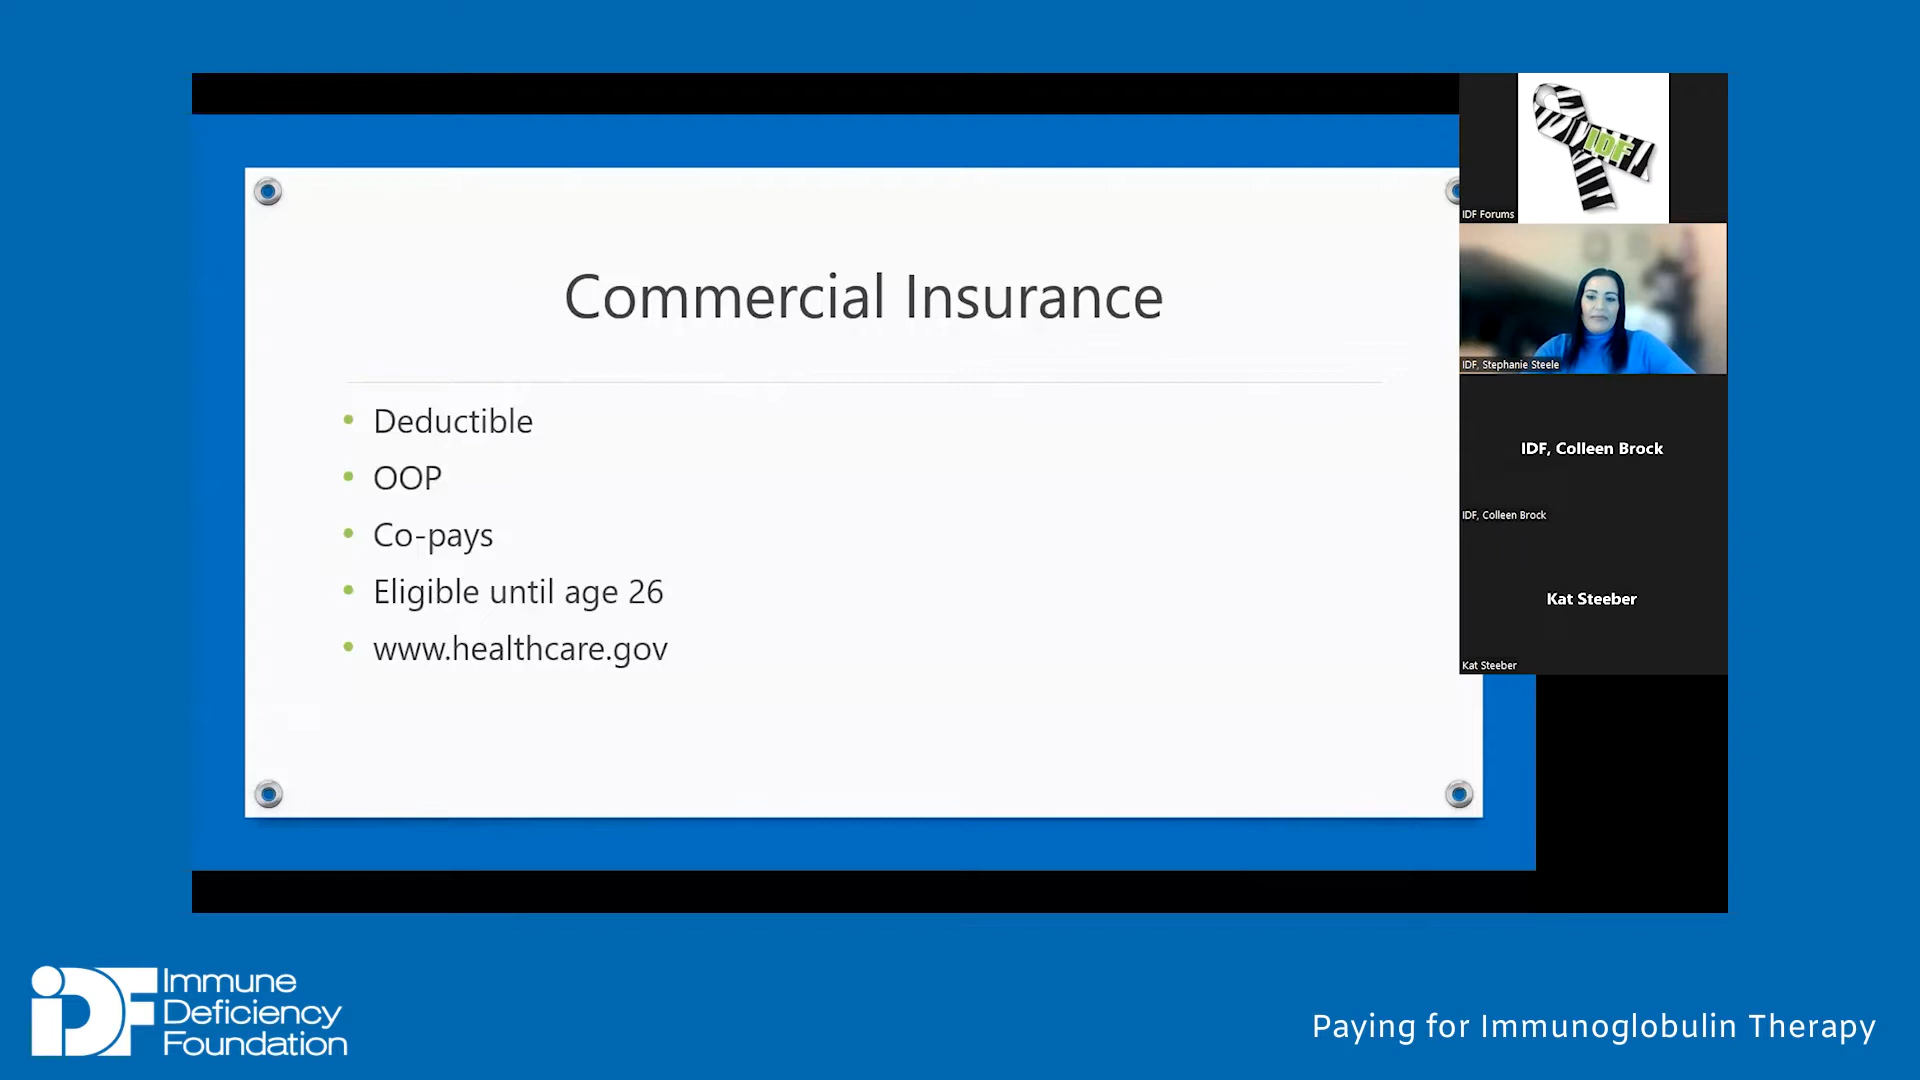 Commercial Insurance
Deductible
OOP
Co-pays
Eligible until age 26
www.healthcare.gov
IDF
IDF Forums
IDF, Stephanie Steele
IDF, Colleen Brock
IDF, Colleen Brock
Kat Steeber
Kat Steeber
iDF
Immune
Deficiency
Foundation
Paying for Immunoglobulin Therapy